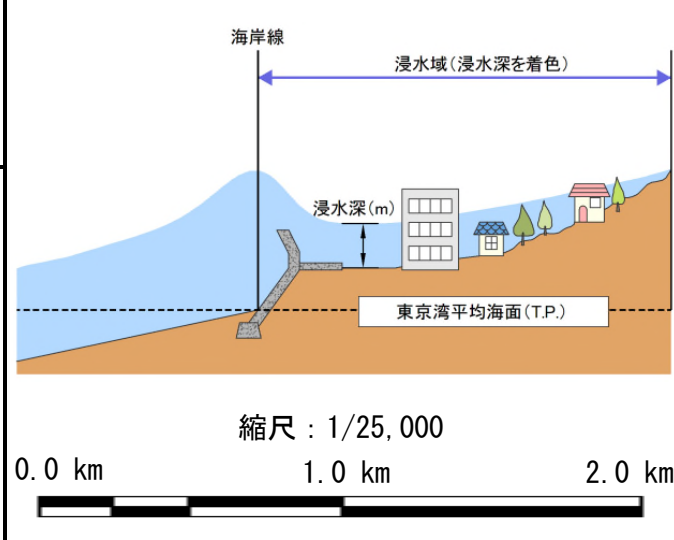 海岸線
浸水域(浸水深を着色)
浸水深(m)
東京湾平均海面(T.P.)
縮尺：1/25,000
0.0 km 1.0 km 2.0 km